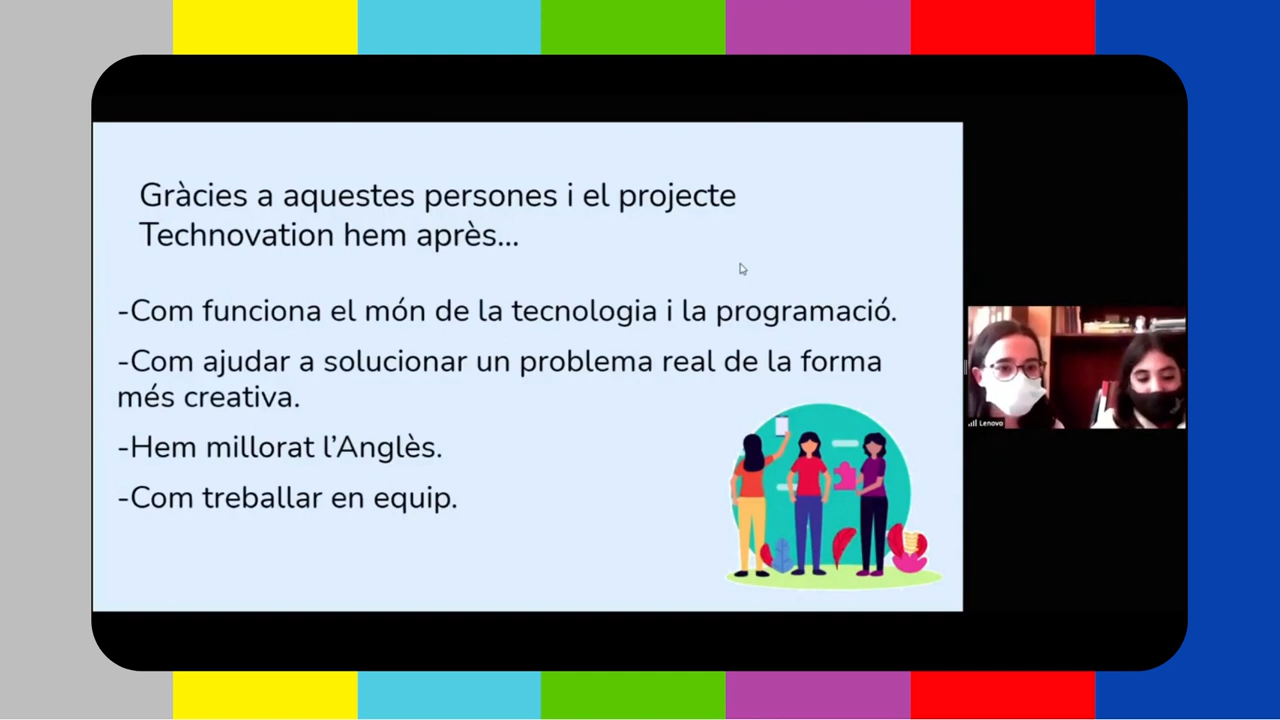 Gràcies a aquestes persones i el projecte
Technovation hem après...
-Com funciona el món de la tecnologia i la programació.
-Com ajudar a solucionar un problema real de la forma
més creativa.
-Hem millorat l’Anglès.
-Com treballar en equip.
Lenovo